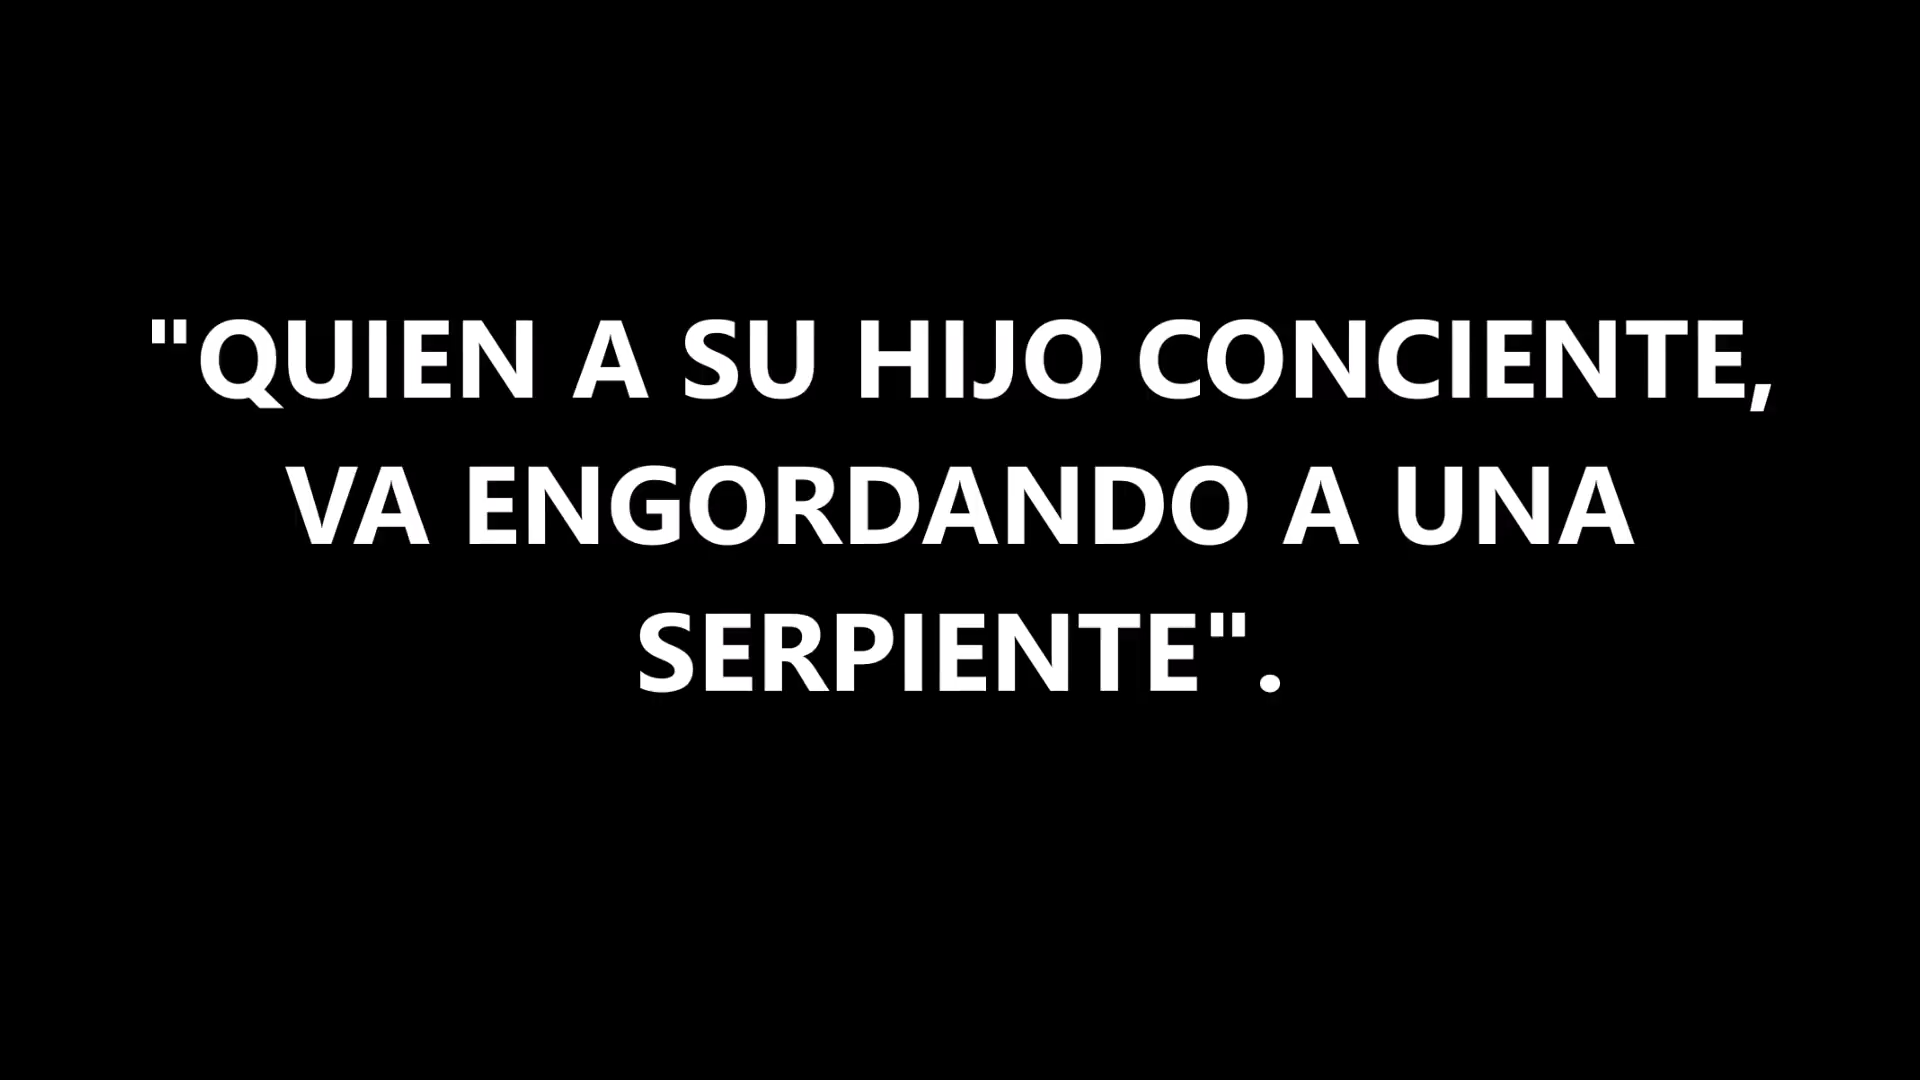 "QUIEN A SU HIJO CONCIENTE,
VA ENGORDANDO A UNA
SERPIENTE".